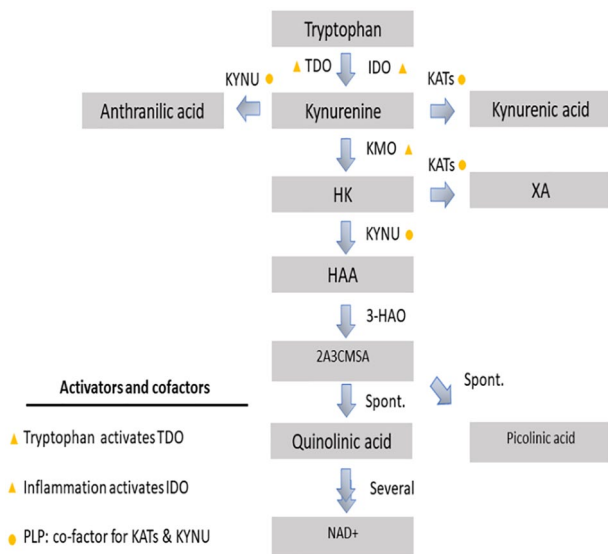 Tryptophan
TDO IDO
KYNU KATs
Anthranilic acid Kynurenine Kynurenic acid
KMO
KATs
HK XA
KYNU
HAA
3-HAO
2A3CMSA
Activators and cofactors
Spont. Spont.
Tryptophan activates TDO
Quinolinic acid Picolinic acid
Inflammation activates IDO
Several
PLP: co-factor for KATs & KYNU
NAD+